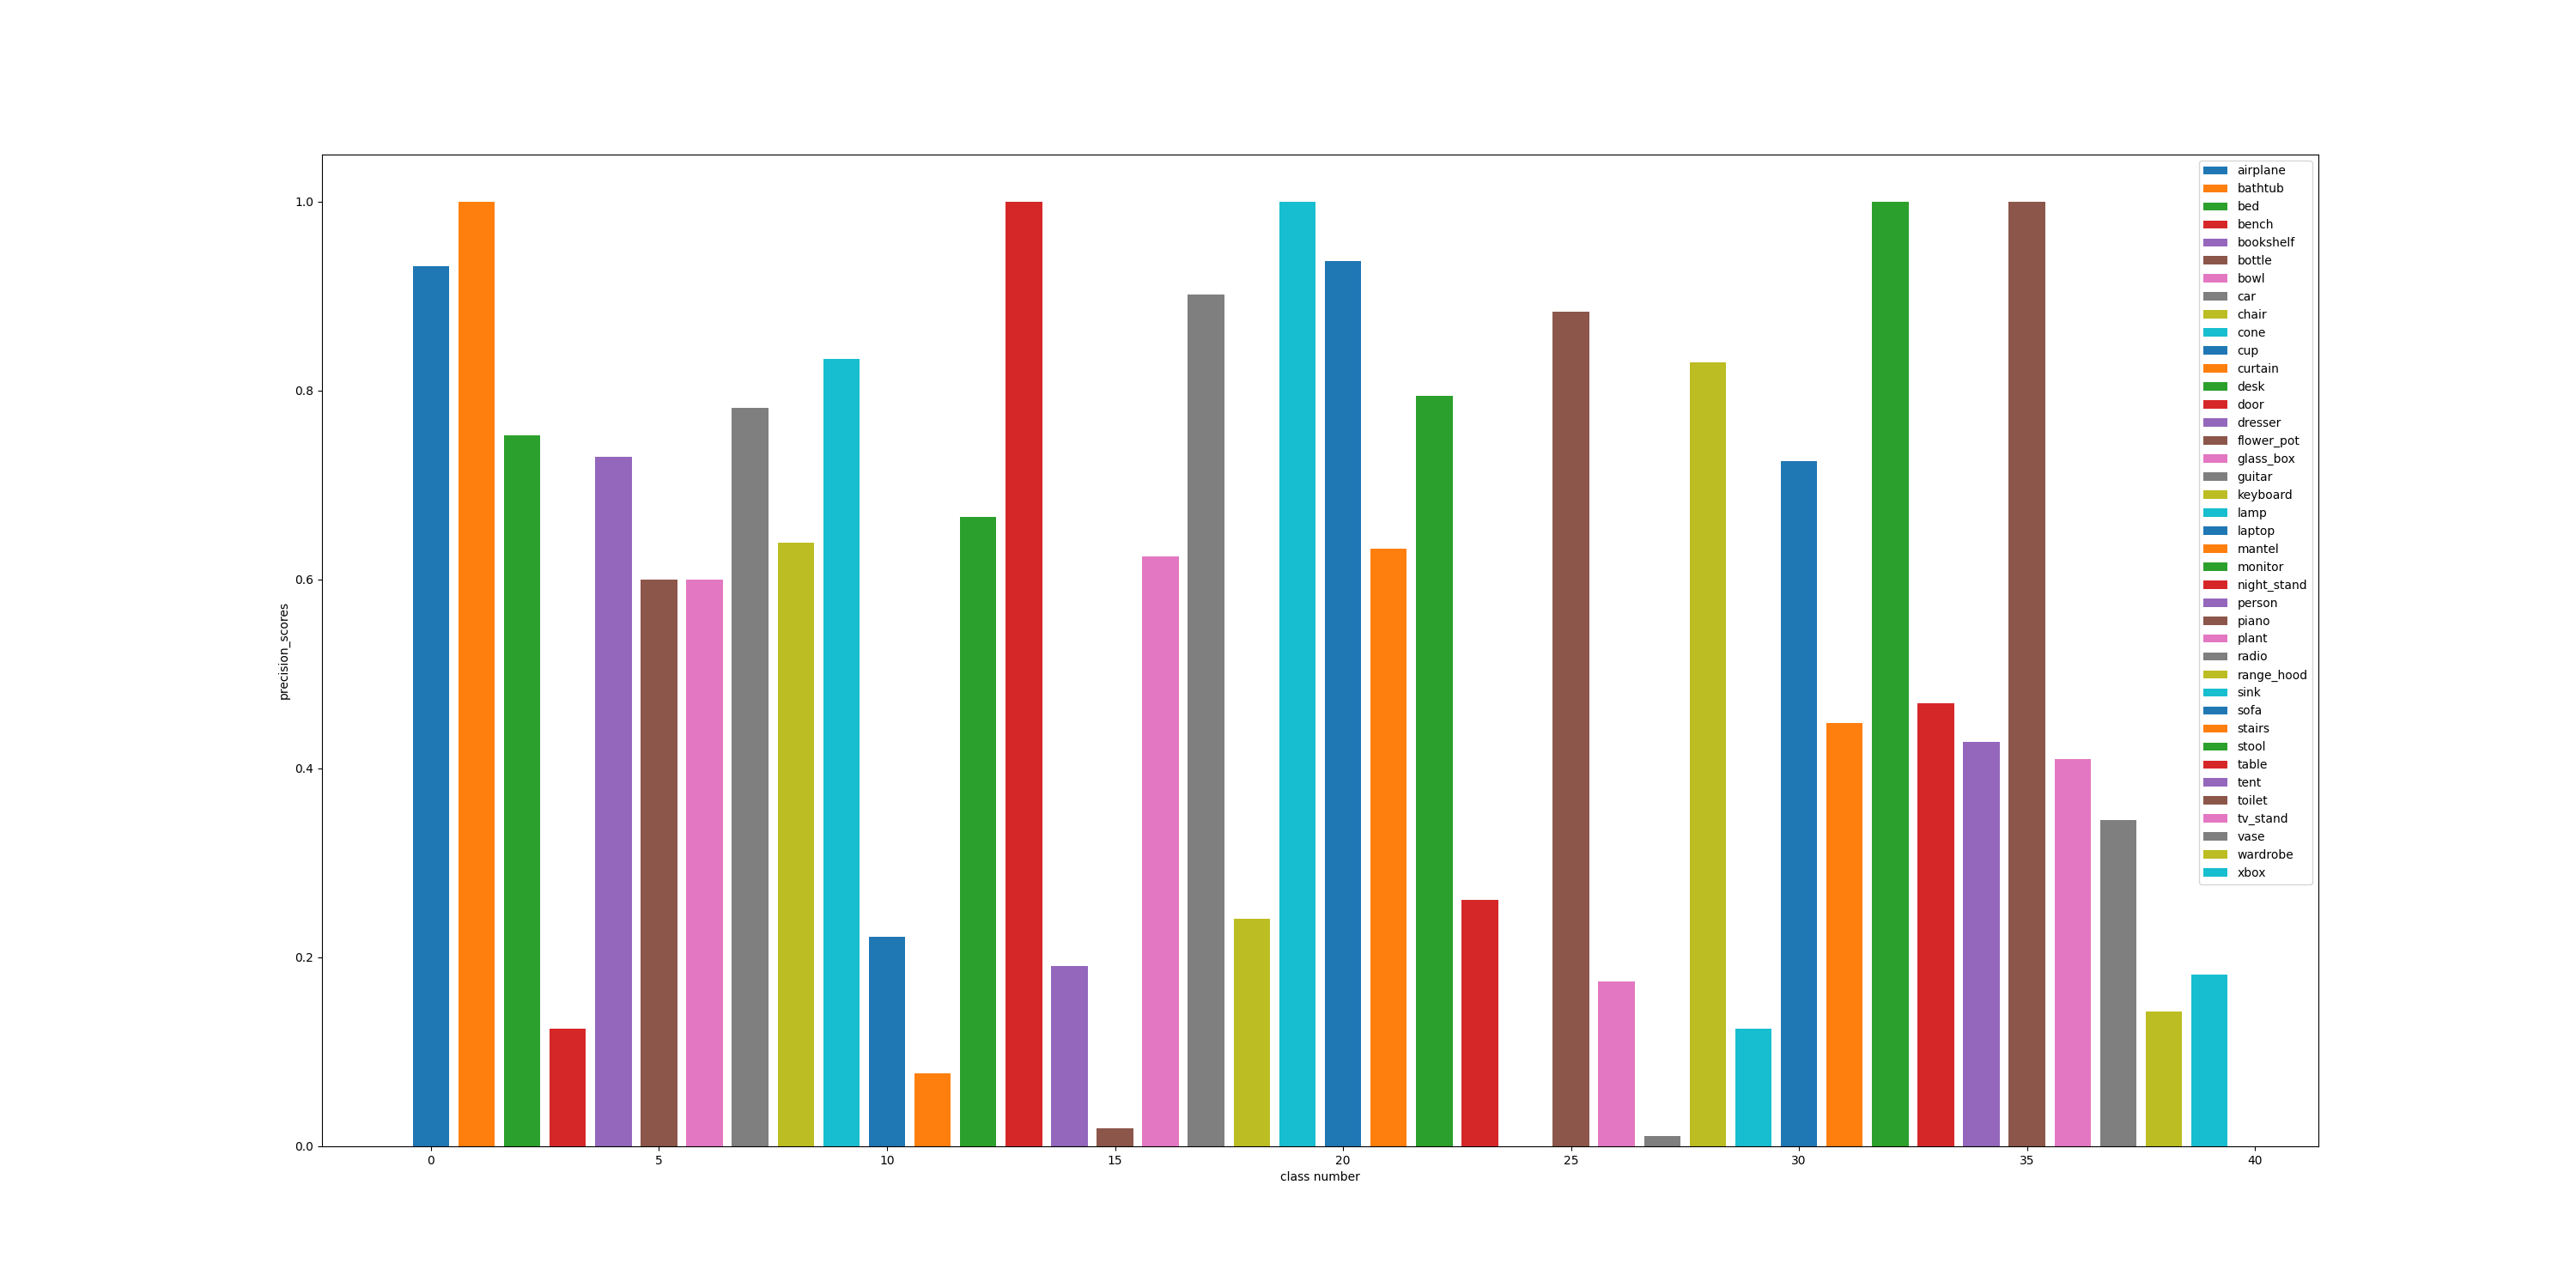 1.0
0.8
0.6
0.4
0.2
0.0
precision_scores
0 5 10 15 20 25 30 35 40
class number
airplane
bathtub
bed
bench
bookshelf
bottle
bowl
car
chair
cone
cup
curtain
desk
door
dresser
flower_pot
glass_box
guitar
keyboard
lamp
laptop
mantel
monitor
night_stand
person
piano
plant
radio
range_hood
sink
sofa
stairs
stool
table
tent
toilet
tv_stand
vase
wardrobe
xbox